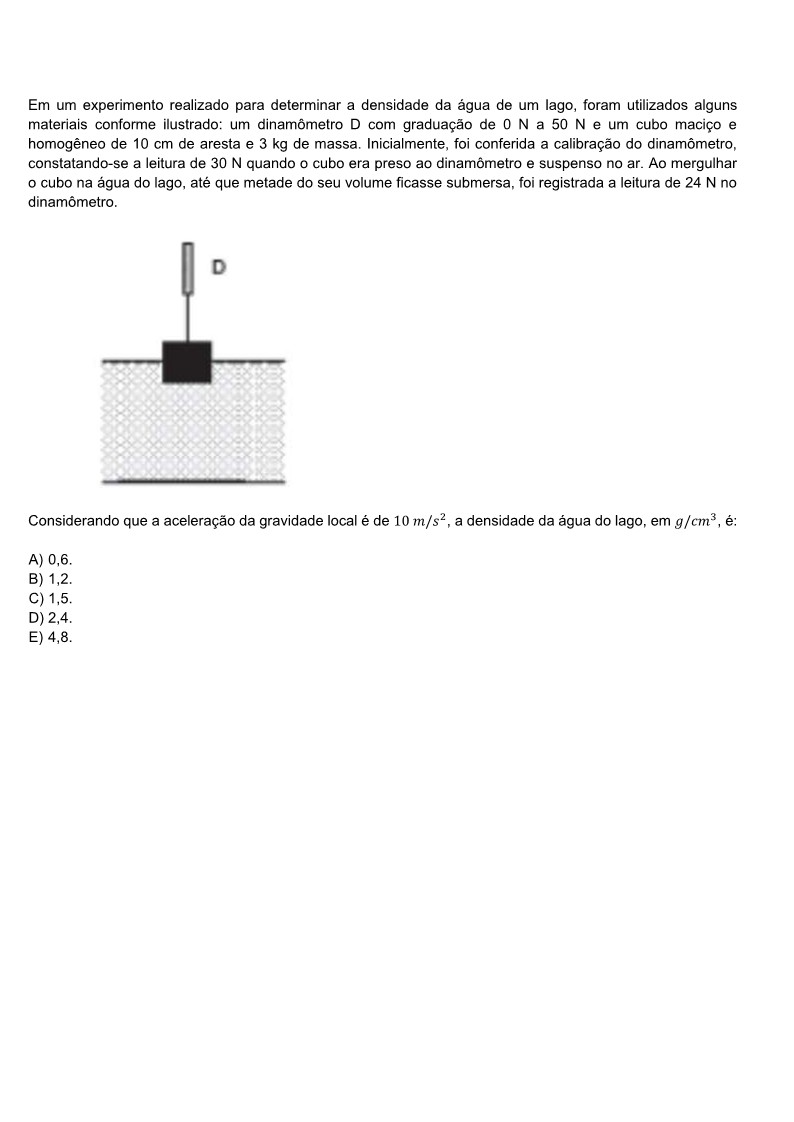 Em um experimento realizado para determinar a densidade da água de um lago, foram utilizados alguns
materiais conforme ilustrado: um dinamômetro D com graduação de 0 N a 50 N e um cubo maciço e
homogêneo de 10 cm de aresta e 3 kg de massa. Inicialmente, foi conferida a calibração do dinamômetro,
constatando-se a leitura de 30 N quando o cubo era preso ao dinamômetro e suspenso no ar. Ao mergulhar
o cubo na água do lago, até que metade do seu volume ficasse submersa, foi registrada a leitura de 24 N no
dinamômetro.
D
Considerando que a aceleração da gravidade local é de 10 m/s², a densidade da água do lago, em g/cm³, é:
A) 0,6.
B) 1,2.
C) 1,5.
D) 2,4.
E) 4,8.